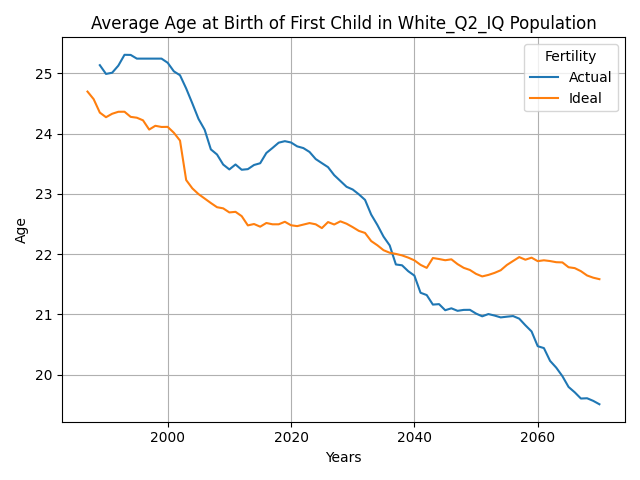 Average Age at Birth of First Child in White_Q2_IQ Population
Fertility
Actual
Ideal
25
24
23
22
21
20
Age
2000
2020
2040
2060
Years